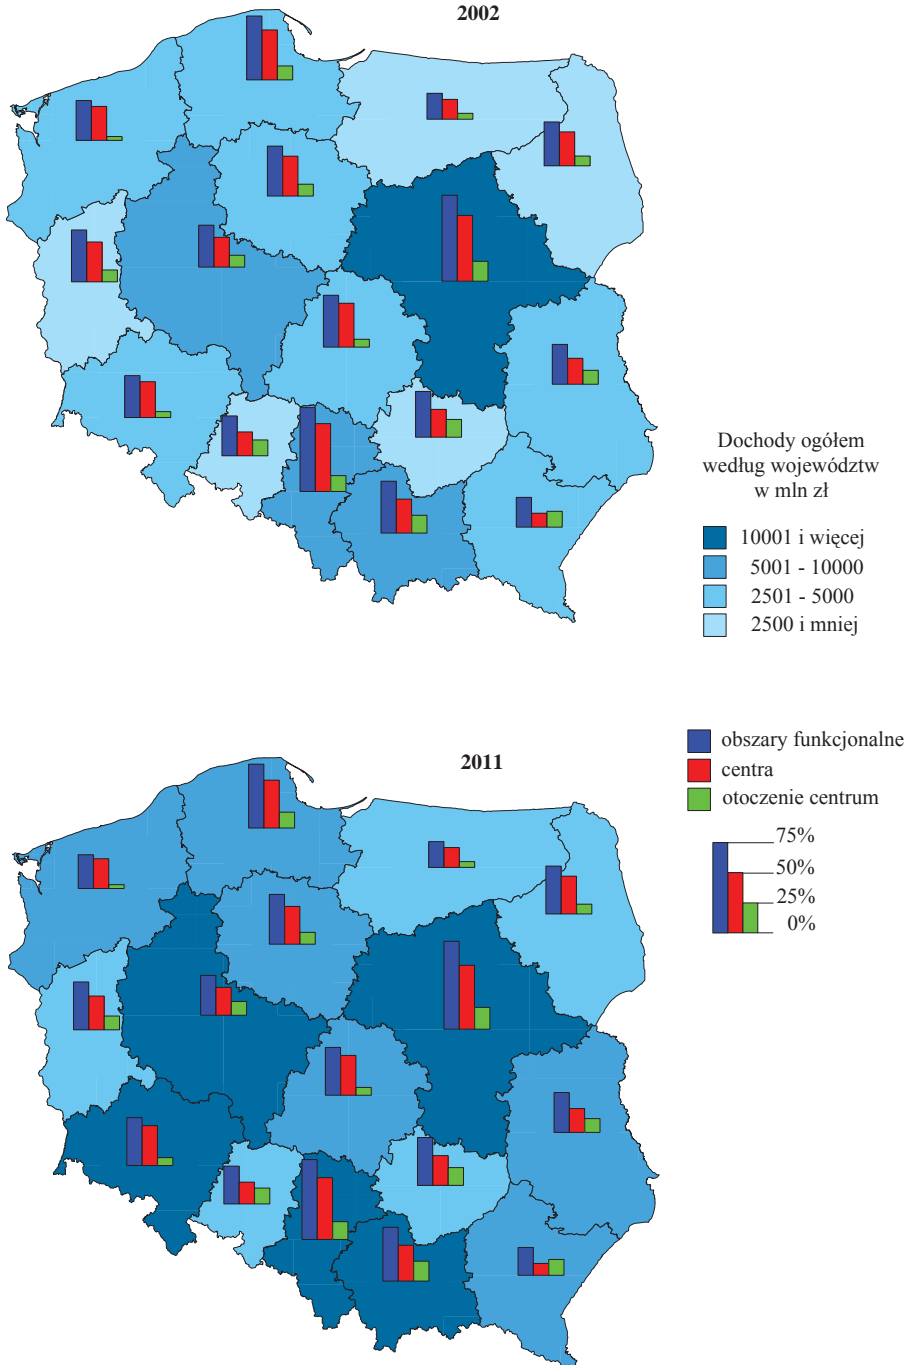 2002
Dochody ogółem
według województw
w mln zł
10001 i więcej
5001 - 10000
2501 - 5000
2500 i mniej
obszary funkcjonalne
centra
otoczenie centrum
75%
50%
25%
0%
2011